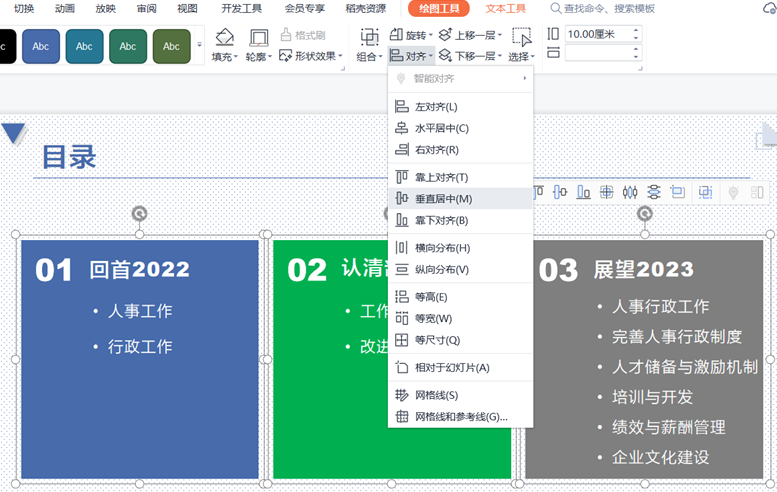 切换 动画 放映 审阅 视图 开发工具 会员专享 稻壳资源 绘图工具 文本工具 查找命令、搜索模板
Abc Abc Abc Abc 填充 轮廓 格式刷 形状效果 组合 旋转 对齐 上移一层 下移一层 选择 10.00厘米
智能对齐
左对齐(L)
水平居中(C)
右对齐(R)
靠上对齐(T)
垂直居中(M)
靠下对齐(B)
横向分布(H)
纵向分布(V)
等高(E)
等宽(W)
等尺寸(Q)
相对于幻灯片(A)
网格线(S)
网格线和参考线(G)...
目录
01 回首2022
• 人事工作
• 行政工作
02 认清
• 工作
• 改进
03 展望2023
• 人事行政工作
• 完善人事行政制度
• 人才储备与激励机制
• 培训与开发
• 绩效与薪酬管理
• 企业文化建设